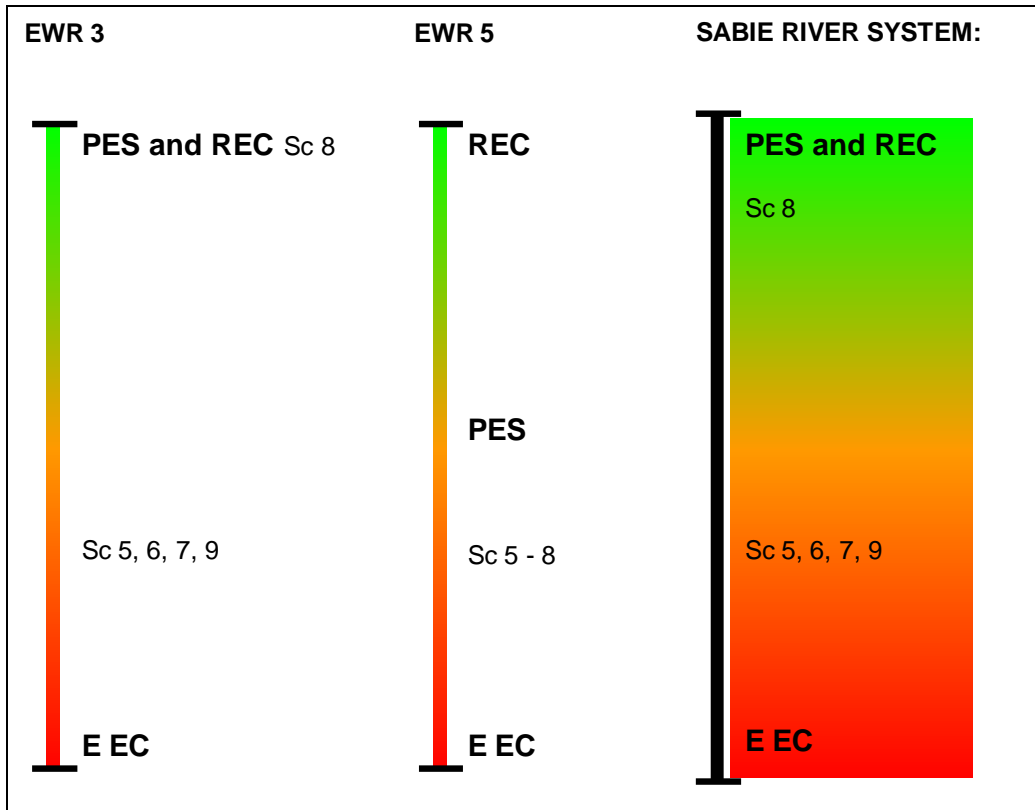 EWR 3
PES and REC Sc 8
Sc 5, 6, 7, 9
E EC
EWR 5
REC
PES
Sc 5 - 8
E EC
SABIE RIVER SYSTEM:
PES and REC
Sc 8
Sc 5, 6, 7, 9
E EC